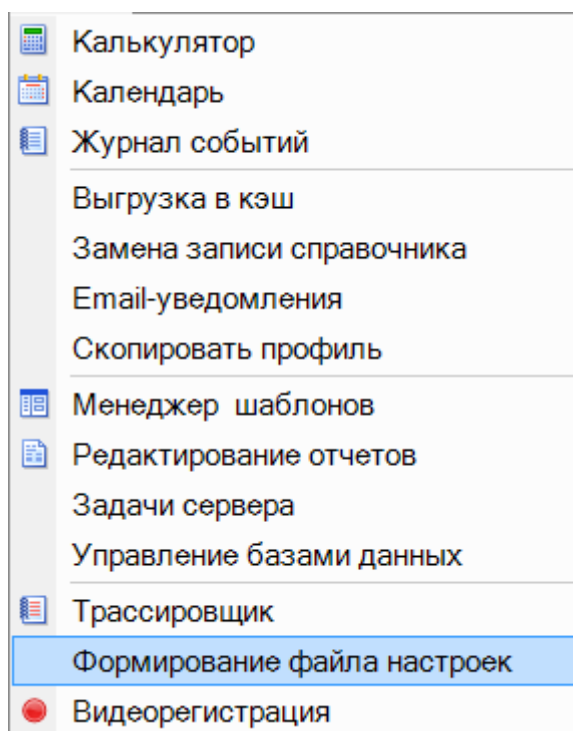 Калькулятор
Календарь
Журнал событий
Выгрузка в кэш
Замена записи справочника
Email-уведомления
Скопировать профиль
Менеджер  шаблонов
Редактирование отчетов
Задачи сервера
Управление базами данных
Трассировщик
Формирование файла настроек
Видеорегистрация